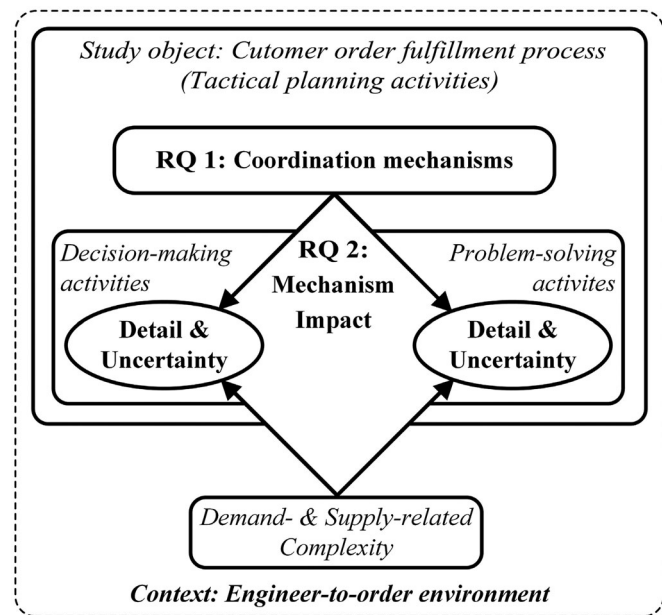 Study object: Cutomer order fulfillment process
(Tactical planning activities)
RQ 1: Coordination mechanisms
Decision-making
activities
RQ 2:
Mechanism
Impact
Problem-solving
activites
Detail &
Uncertainty
Detail &
Uncertainty
Demand- & Supply-related
Complexity
Context: Engineer-to-order environment